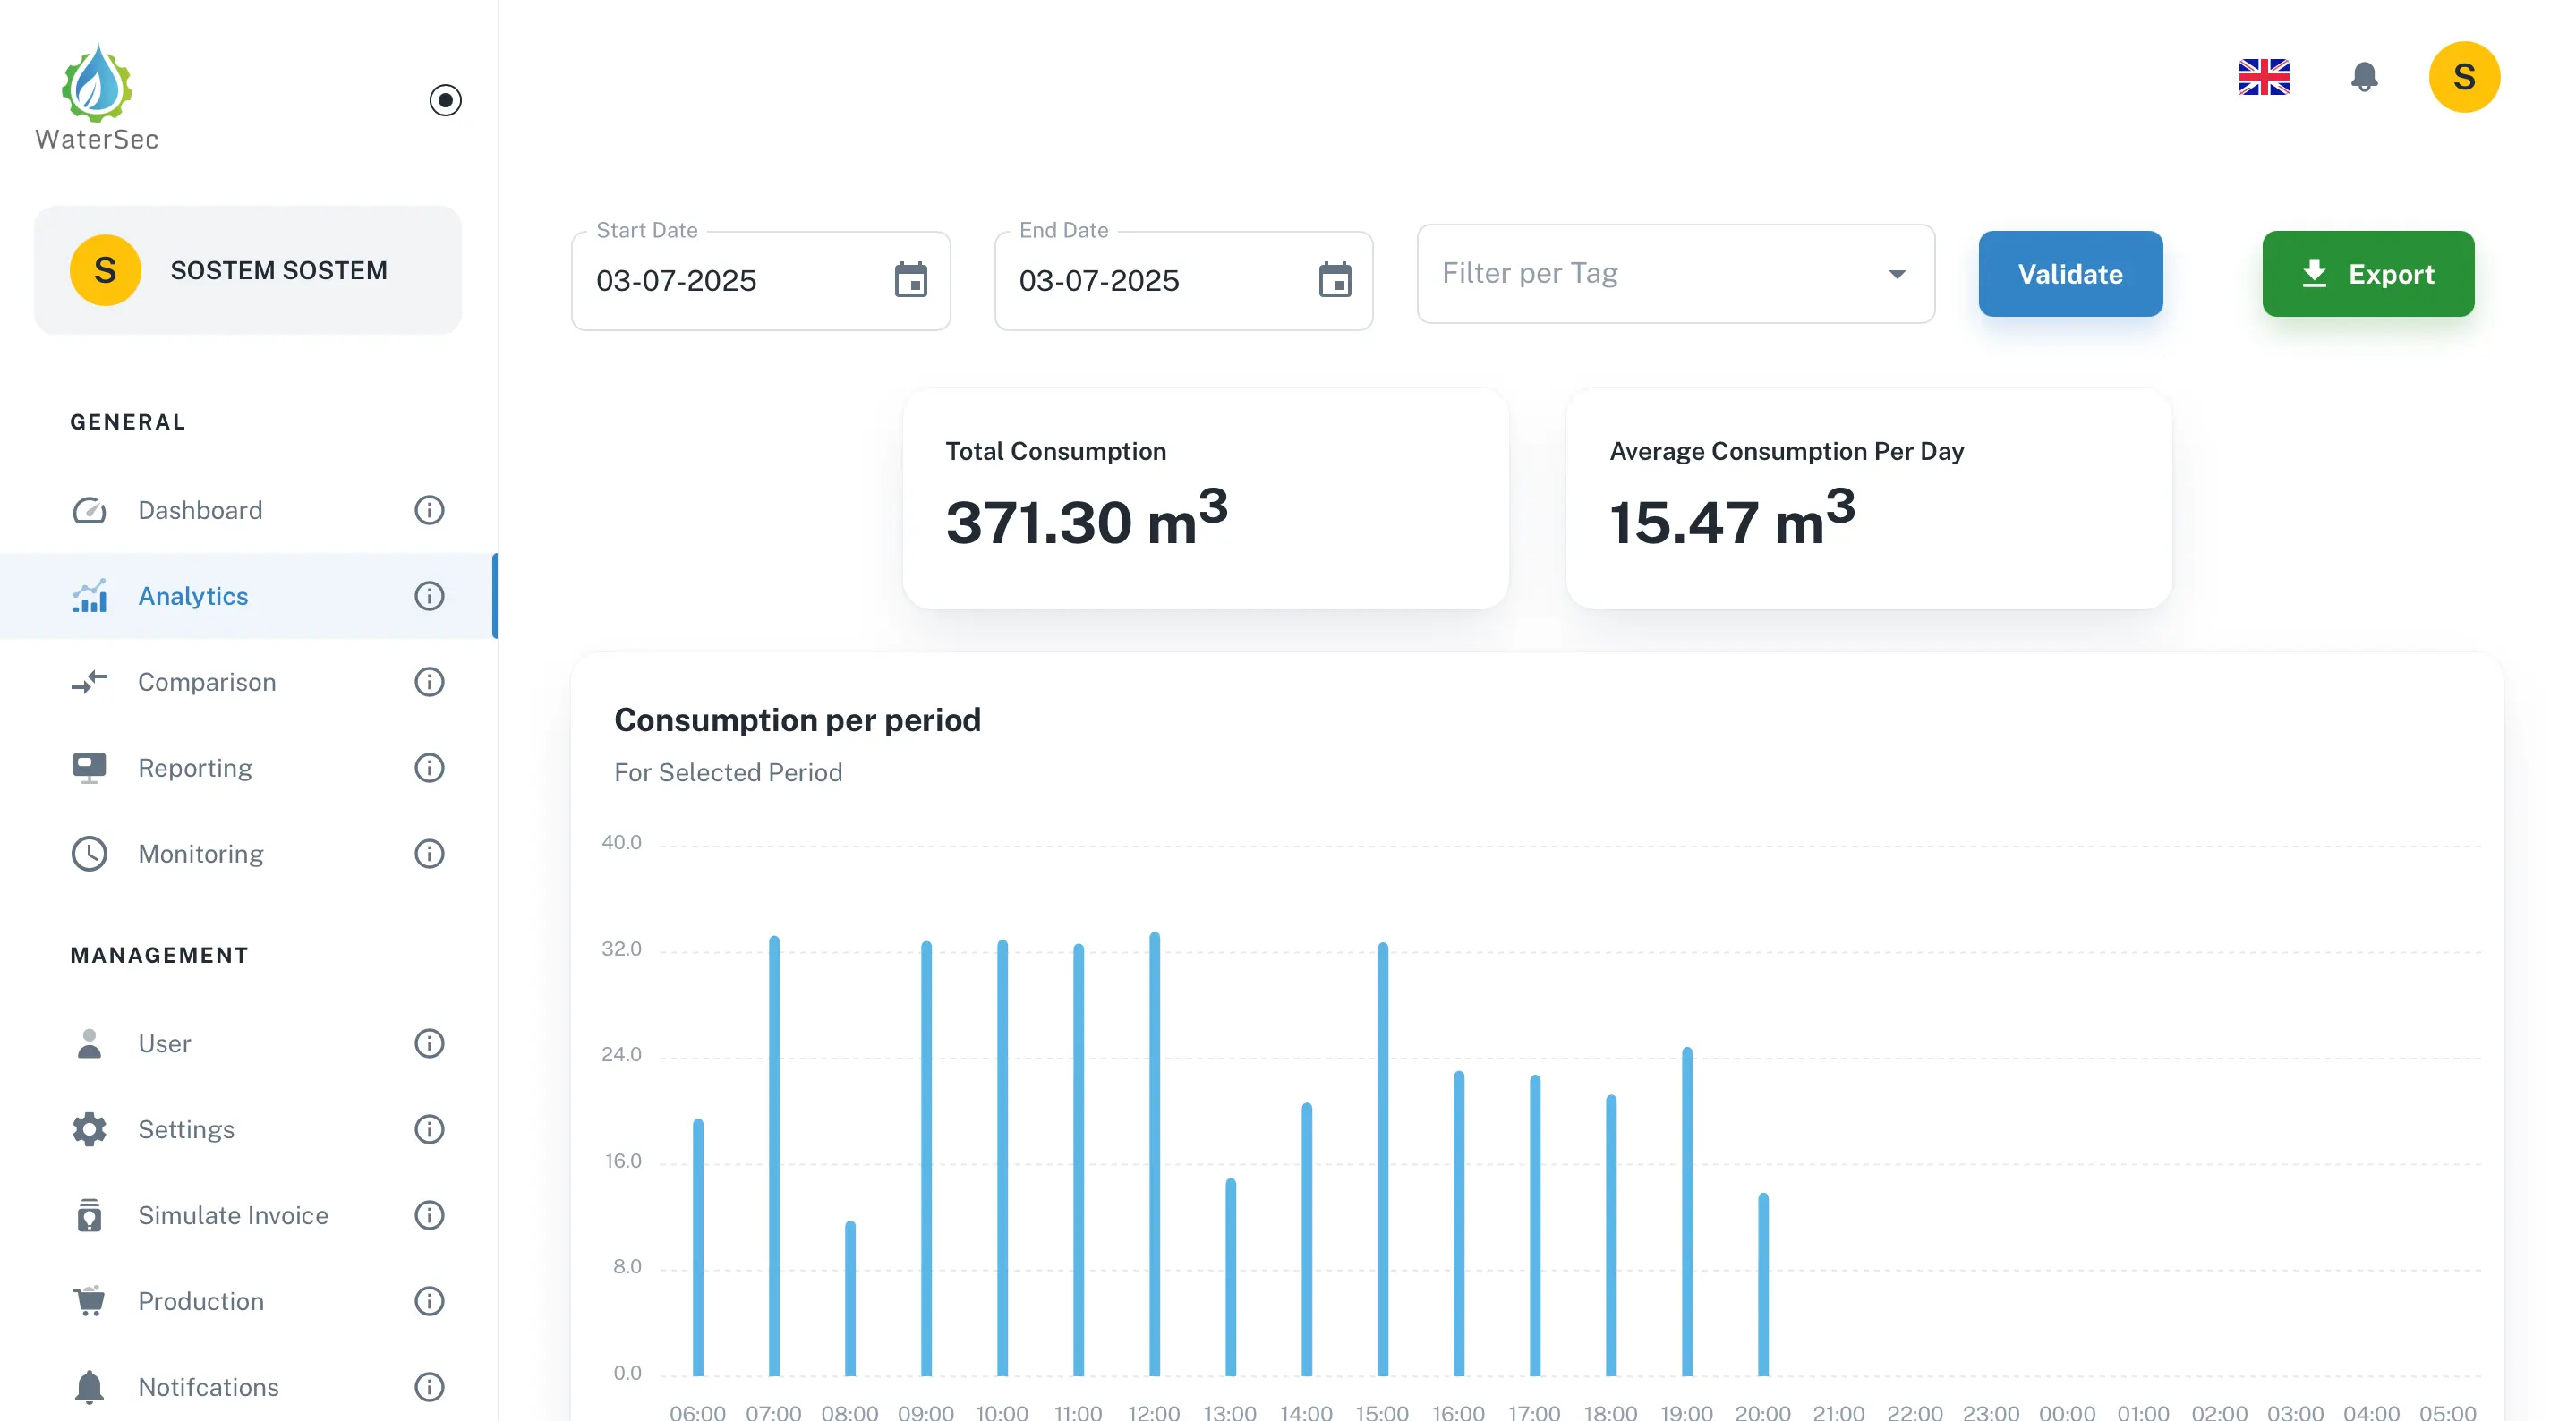 WaterSec
S
SOSTEM SOSTEM
GENERAL
Dashboard
Analytics
Comparison
Reporting
Monitoring
MANAGEMENT
User
Settings
Simulate Invoice
Production
Notifcations
S
Start Date
03-07-2025
End Date
03-07-2025
Filter per Tag
Validate
Export
Total Consumption
371.30 m³
Average Consumption Per Day
15.47 m³
Consumption per period
For Selected Period
40.0
32.0
24.0
16.0
8.0
0.0
06:00 07:00 08:00 09:00 10:00 11:00 12:00 13:00 14:00 15:00 16:00 17:00 18:00 19:00 20:00 21:00 22:00 23:00 00:00 01:00 02:00 03:00 04:00 05:00